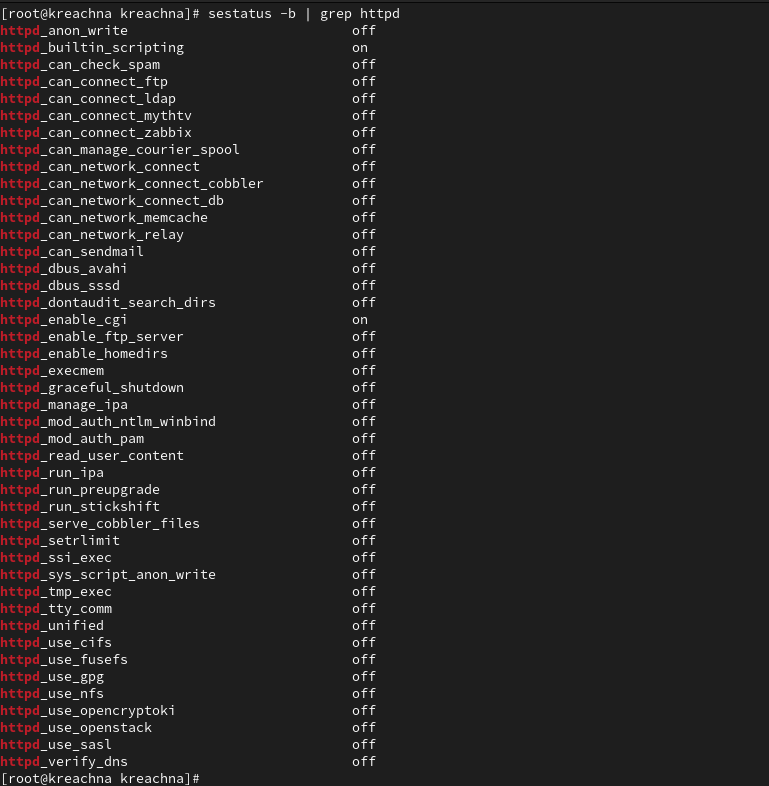 [root@kreachna kreachna]# sestatus -b | grep httpd
httpd_anon_write                            off
httpd_builtin_scripting                     on
httpd_can_check_spam                        off
httpd_can_connect_ftp                       off
httpd_can_connect_ldap                      off
httpd_can_connect_mythtv                    off
httpd_can_connect_zabbix                    off
httpd_can_manage_courier_spool              off
httpd_can_network_connect                   off
httpd_can_network_connect_cobbler           off
httpd_can_network_connect_db                off
httpd_can_network_memcache                  off
httpd_can_network_relay                     off
httpd_can_sendmail                          off
httpd_dbus_avahi                            off
httpd_dbus_sssd                             off
httpd_dontaudit_search_dirs                 off
httpd_enable_cgi                            on
httpd_enable_ftp_server                     off
httpd_enable_homedirs                       off
httpd_execmem                               off
httpd_graceful_shutdown                     off
httpd_manage_ipa                            off
httpd_mod_auth_ntlm_winbind                 off
httpd_mod_auth_pam                          off
httpd_read_user_content                     off
httpd_run_ipa                               off
httpd_run_preupgrade                        off
httpd_run_stickshift                        off
httpd_serve_cobbler_files                   off
httpd_setrlimit                             off
httpd_ssi_exec                              off
httpd_sys_script_anon_write                 off
httpd_tmp_exec                              off
httpd_tty_comm                              off
httpd_unified                               off
httpd_use_cifs                              off
httpd_use_fusefs                            off
httpd_use_gpg                               off
httpd_use_nfs                               off
httpd_use_opencryptoki                      off
httpd_use_openstack                         off
httpd_use_sasl                              off
httpd_verify_dns                            off
[root@kreachna kreachna]#